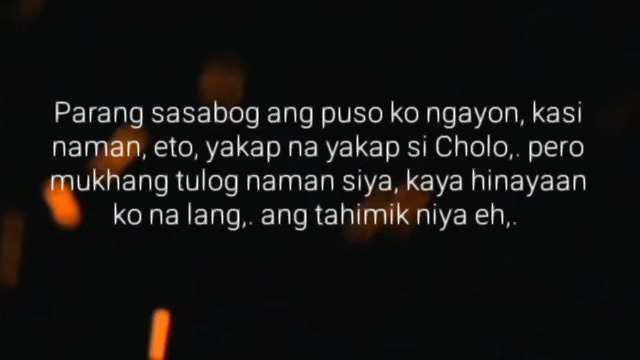 Parang sasabog ang puso ko ngayon, kasi
naman, eto, yakap na yakap si Cholo,. pero
mukhang tulog naman siya, kaya hinayaan
ko na lang,. ang tahimik niya eh,.